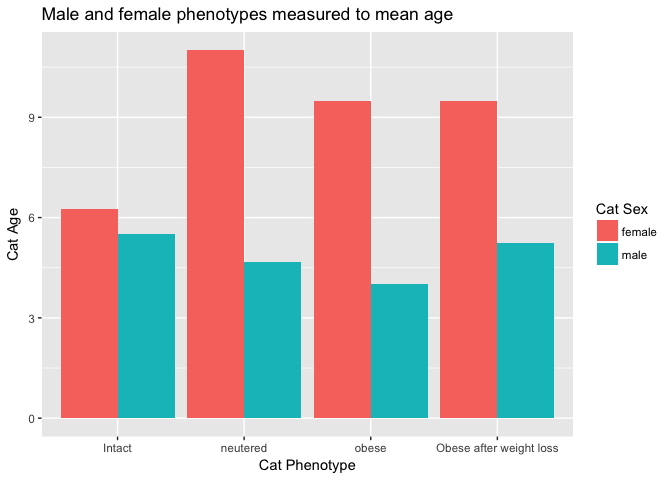 Male and female phenotypes measured to mean age
Cat Age
9
6
3
0
Intact
neutered
obese
Obese after weight loss
Cat Phenotype
Cat Sex
female
male